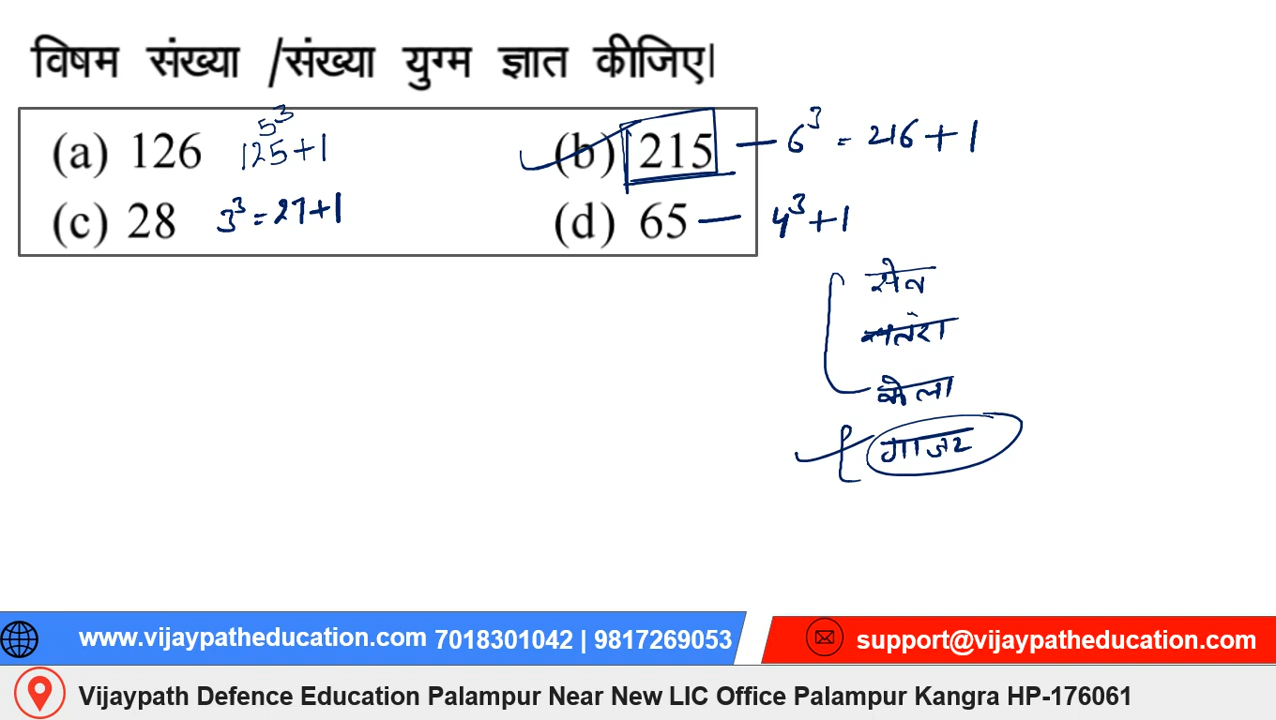 विषम संख्या /संख्या युग्म ज्ञात कीजिए।
(a) 126 5³ 125+1 (b) 215 — 6³ = 216+1
(c) 28 3³ = 27+1 (d) 65 — 4³+1
सेव
संतरा
केला
गाजर
www.vijaypatheducation.com 7018301042 | 9817269053 support@vijaypatheducation.com
Vijaypath Defence Education Palampur Near New LIC Office Palampur Kangra HP-176061